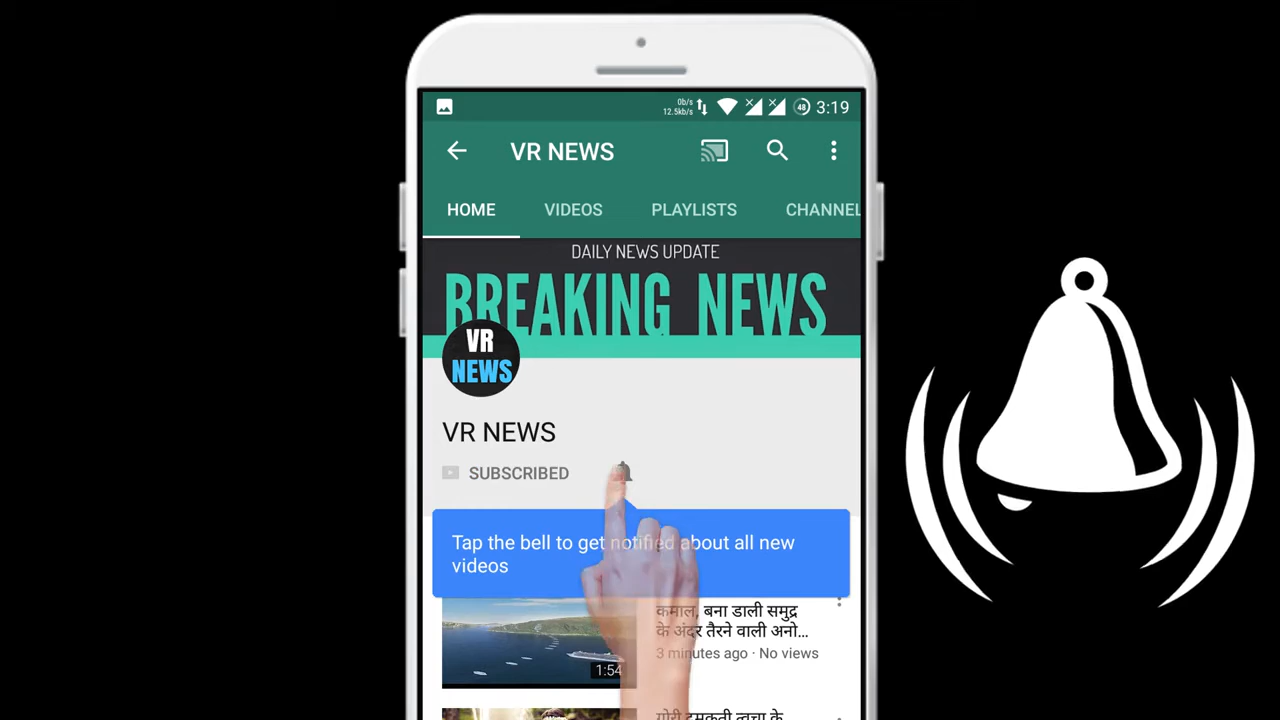 0b/s
12.5kb/s
48
3:19
VR NEWS
HOME VIDEOS PLAYLISTS CHANNEL
DAILY NEWS UPDATE
BREAKING NEWS
VR
NEWS
VR NEWS
SUBSCRIBED
Tap the bell to get notified about all new
videos
कमाल, बना डाली समुद्र
के अंदर तैरने वाली अनो...
3 minutes ago · No views
1:54
गोरी दमकती त्वचा के